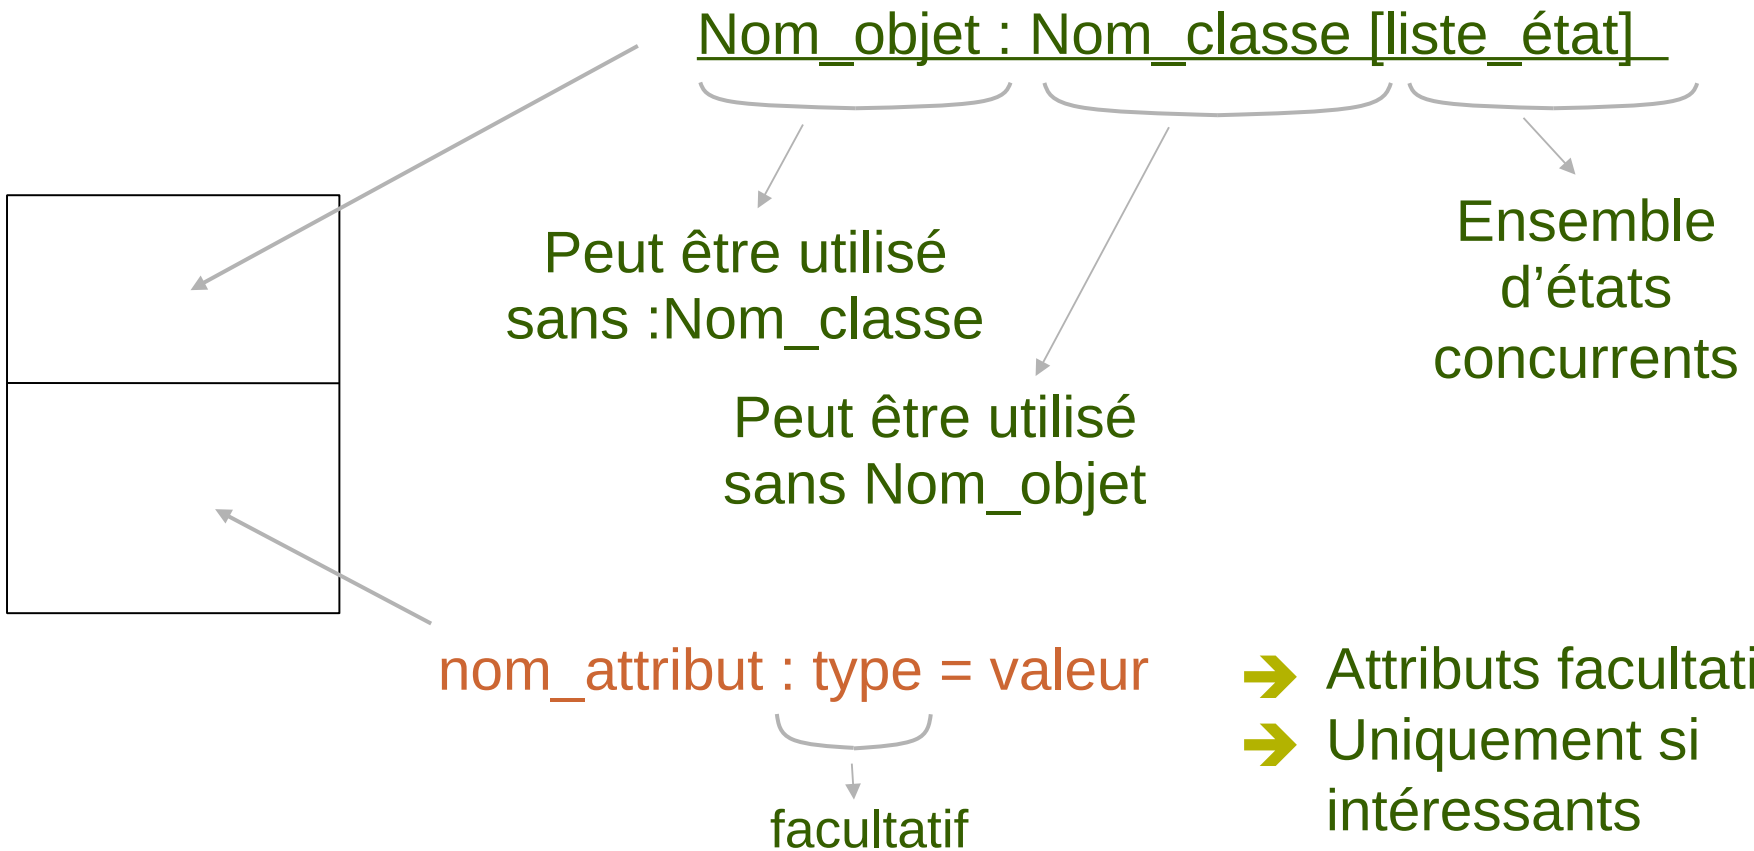 Nom_objet : Nom_classe [liste_état]
Peut être utilisé
sans :Nom_classe
Ensemble
d’états
concurrents
Peut être utilisé
sans Nom_objet
nom_attribut : type = valeur
facultatif
Attributs facultati
Uniquement si
intéressants